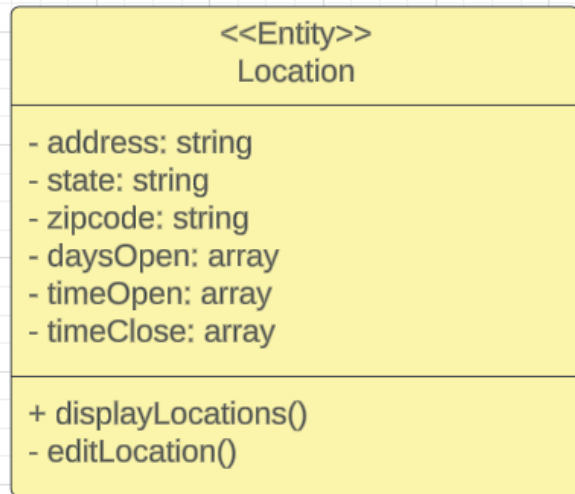 <<Entity>>
Location
- address: string
- state: string
- zipcode: string
- daysOpen: array
- timeOpen: array
- timeClose: array
+ displayLocations()
- editLocation()